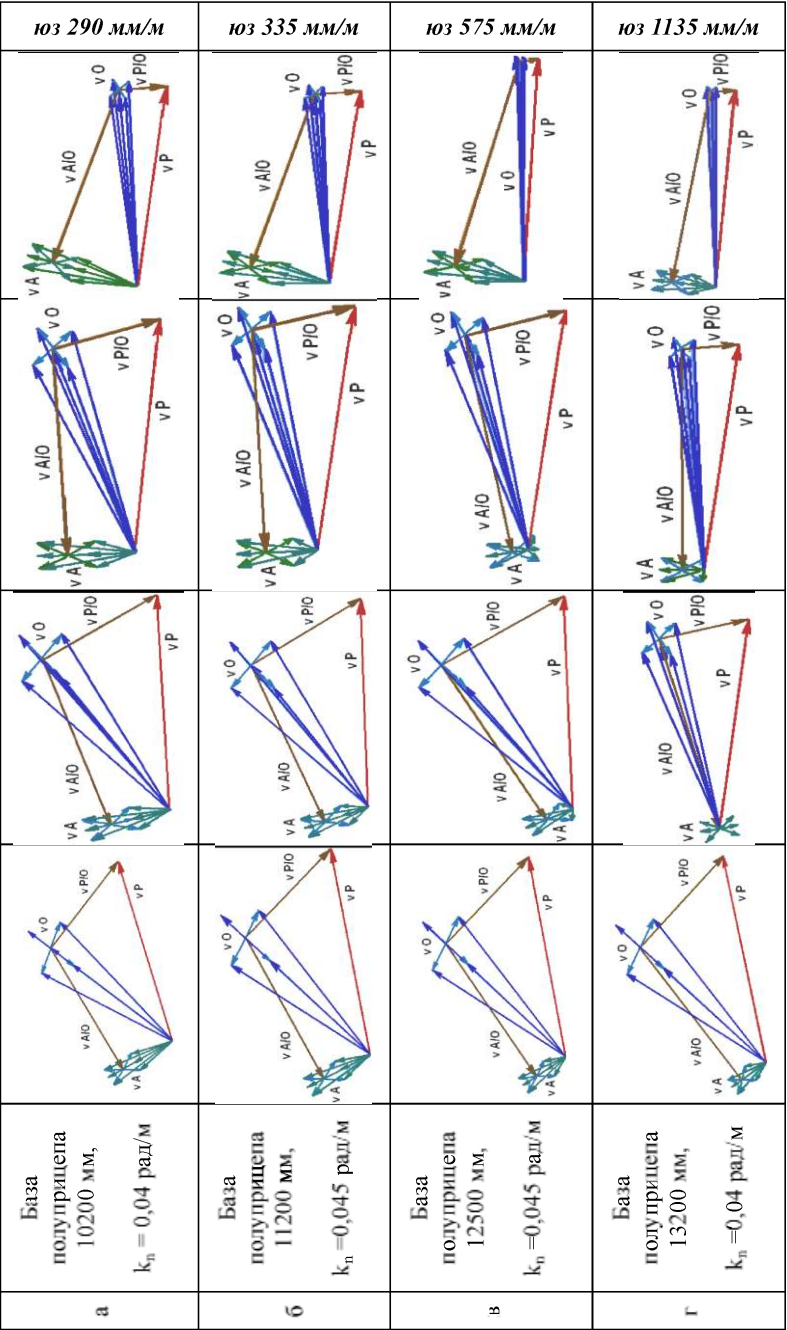 юз 290 мм/м
юз 335 мм/м
юз 575 мм/м
юз 1135 мм/м
v O
v P/O
v A/O
v A
v P
v O
v P/O
v A/O
v A
v P
v O
v A/O
v A
v P
v O
v P/O
v A/O
v A
v P
v O
v P/O
v A/O
v A
v P
v O
v P/O
v A/O
v A
v P
v O
v P/O
v A/O
v A
v P
v O
v P/O
v A/O
v A
v P
v O
v P/O
v A/O
v A
v P
v O
v P/O
v A/O
v A
v P
v O
v P/O
v A/O
v A
v P
v O
v P/O
v A/O
v A
v P
v O
v P/O
v A/O
v A
v P
v O
v P/O
v A/O
v A
v P
v O
v P/O
v A/O
v A
v P
v O
v P/O
v A/O
v A
v P
База
полуприцепа
10200 мм,
kп = 0,04 рад/м
База
полуприцепа
11200 мм,
kп =0,045 рад/м
База
полуприцепа
12500 мм,
kп =0,045 рад/м
База
полуприцепа
13200 мм,
kп =0,04 рад/м
а
б
в
г